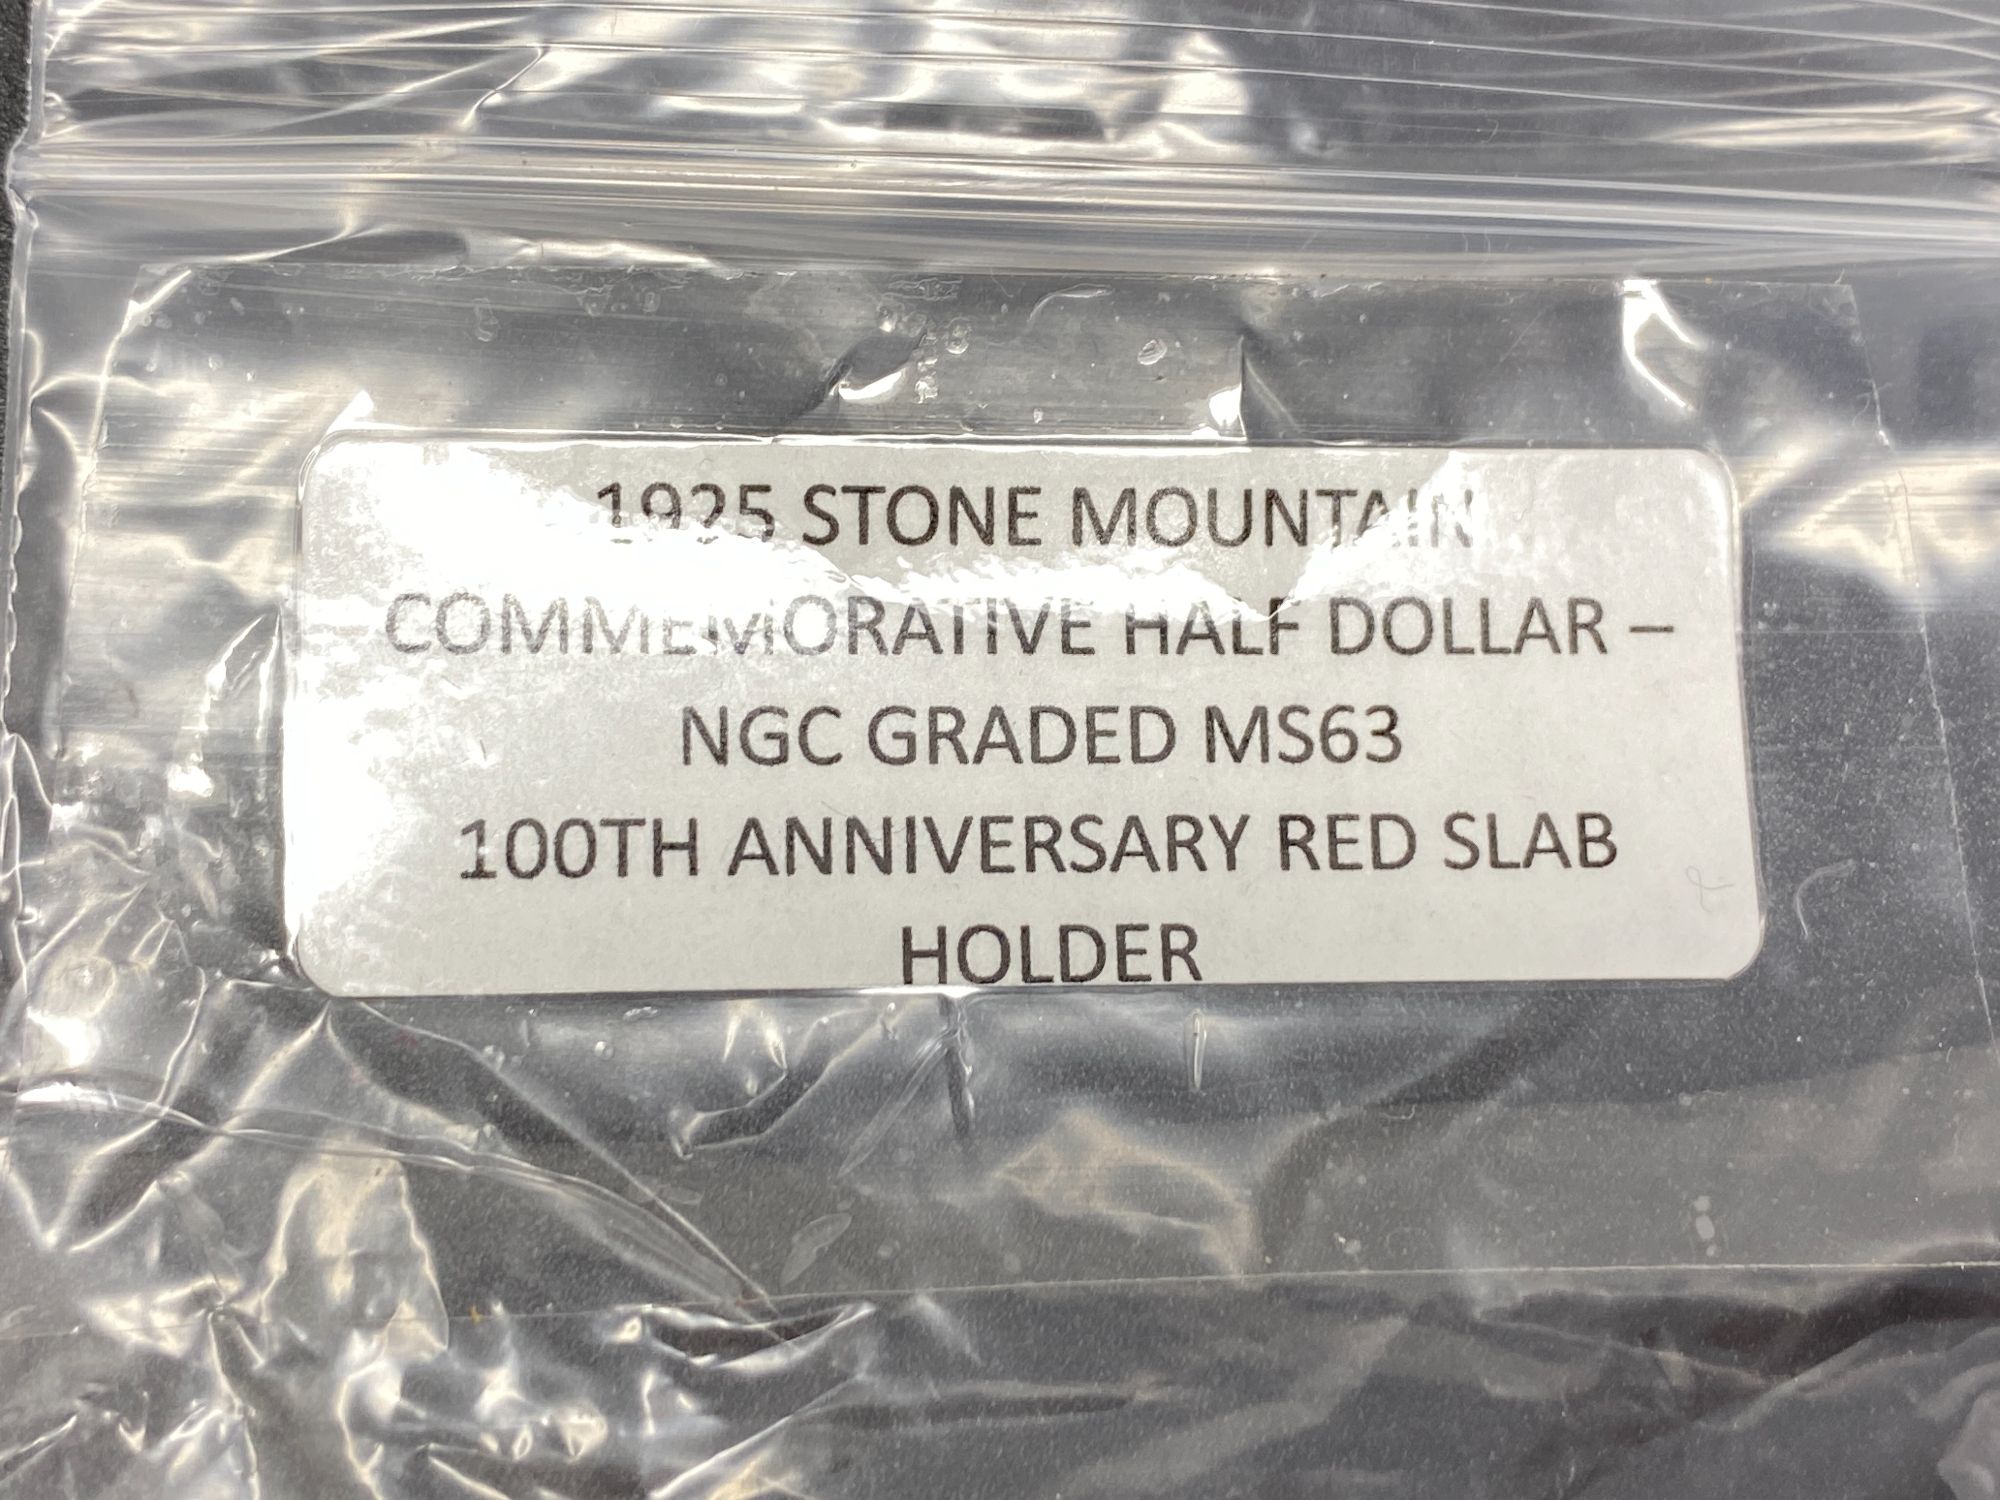 1925 STONE MOUNTAIN
COMMEMORATIVE HALF DOLLAR –
NGC GRADED MS63
100TH ANNIVERSARY RED SLAB
HOLDER